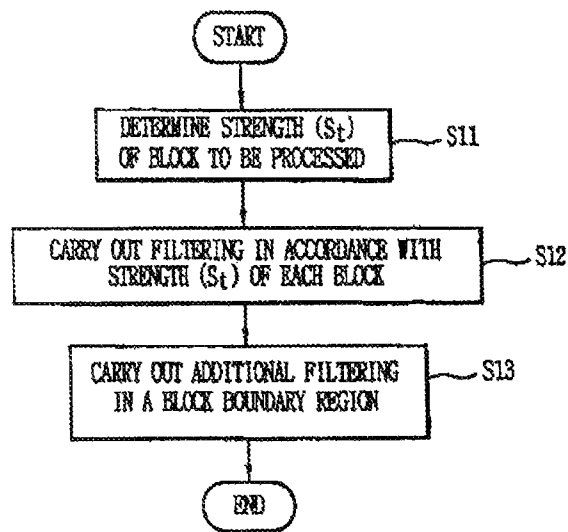 START
DETERMINE STRENGTH (St)
OF BLOCK TO BE PROCESSED
S11
CARRY OUT FILTERING IN ACCORDANCE WITH
STRENGTH (St) OF EACH BLOCK
S12
CARRY OUT ADDITIONAL FILTERING
IN A BLOCK BOUNDARY REGION
S13
END